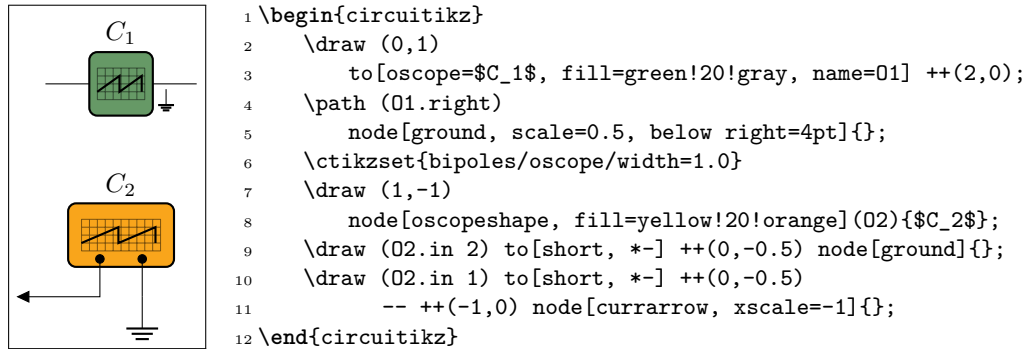 C1
C2
1 \begin{circuitikz}
2 \draw (0,1)
3 to[oscope=$C_1$, fill=green!20!gray, name=O1] ++(2,0);
4 \path (O1.right)
5 node[ground, scale=0.5, below right=4pt]{};
6 \ctikzset{bipoles/oscope/width=1.0}
7 \draw (1,-1)
8 node[oscopeshape, fill=yellow!20!orange](O2){$C_2$};
9 \draw (O2.in 2) to[short, *-] ++(0,-0.5) node[ground]{};
10 \draw (O2.in 1) to[short, *-] ++(0,-0.5)
11 -- ++(-1,0) node[currarrow, xscale=-1]{};
12 \end{circuitikz}